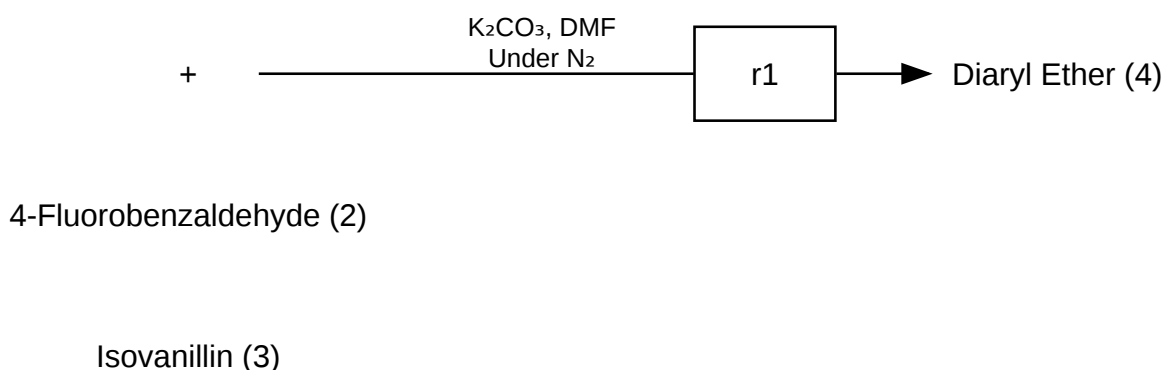 K₂CO₃, DMF
Under N₂
+
r1
Diaryl Ether (4)
4-Fluorobenzaldehyde (2)
Isovanillin (3)